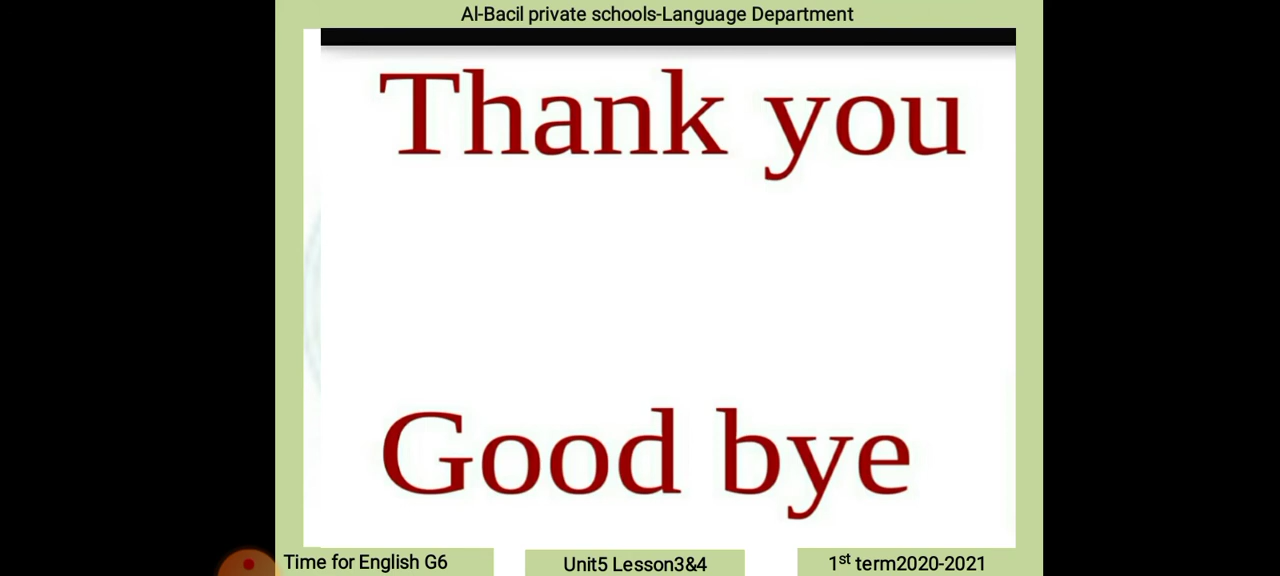 Al-Bacil private schools-Language Department
Thank you
Good bye
Time for English G6
Unit5 Lesson3&4
1st term2020-2021